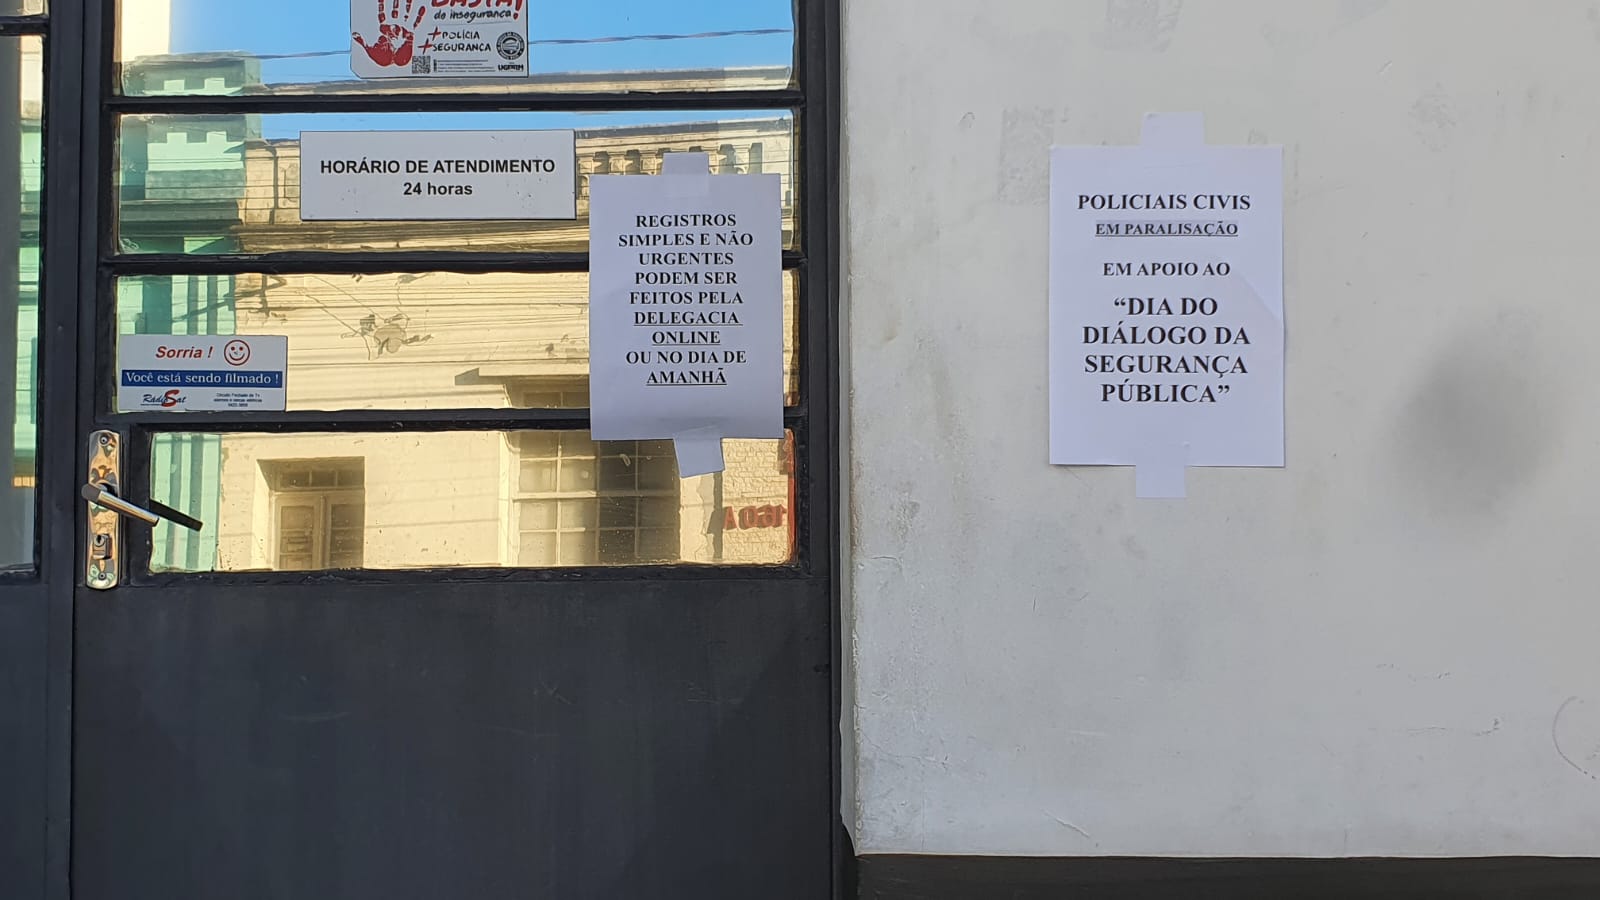 BASTA!
de insegurança!
+POLÍCIA
+SEGURANÇA
UGEIRM
HORÁRIO DE ATENDIMENTO
24 horas
REGISTROS
SIMPLES E NÃO
URGENTES
PODEM SER
FEITOS PELA
DELEGACIA
ONLINE
OU NO DIA DE
AMANHÃ
Sorria !
Você está sendo filmado !
RádioSat
POLICIAIS CIVIS
EM PARALISAÇÃO
EM APOIO AO
“DIA DO
DIÁLOGO DA
SEGURANÇA
PÚBLICA”